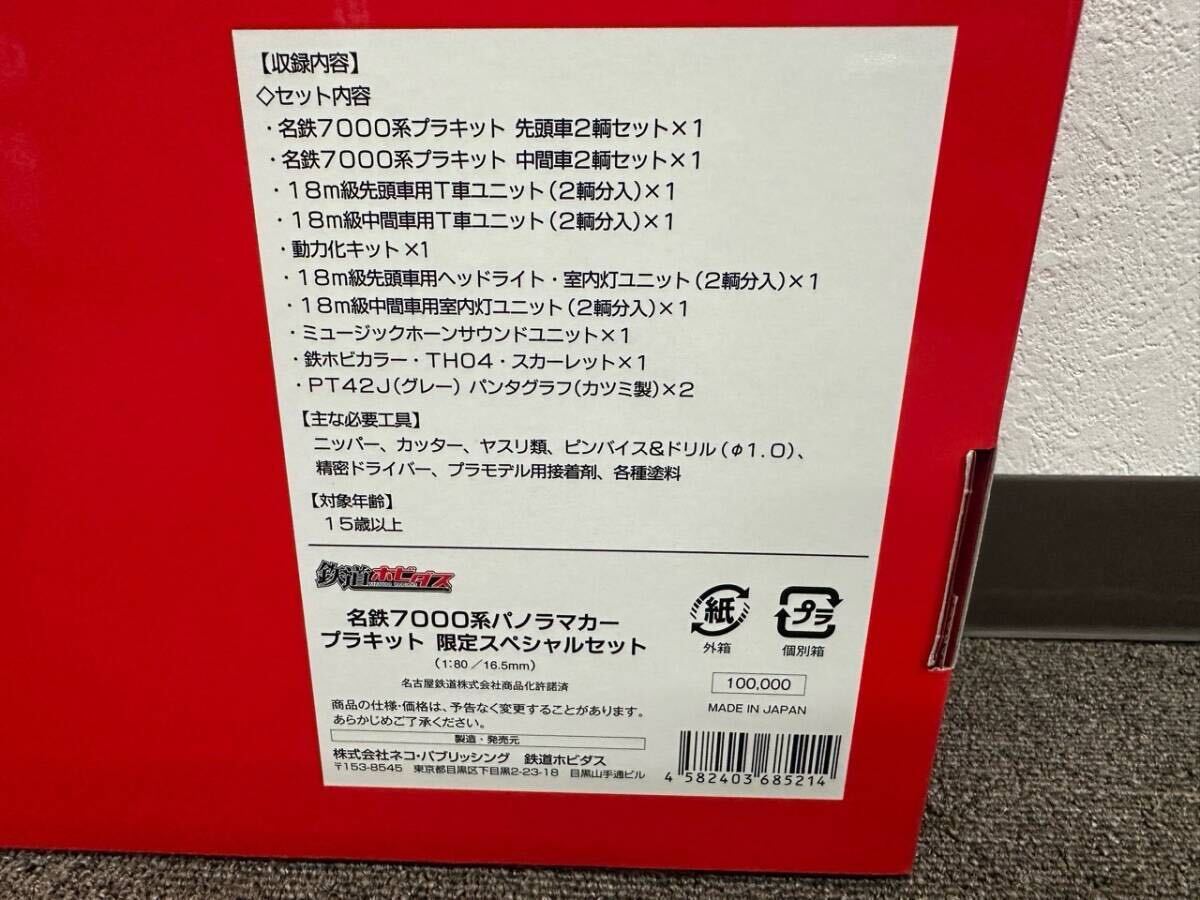 【収録内容】
◇セット内容
・名鉄7000系プラキット 先頭車2輌セット×1
・名鉄7000系プラキット 中間車2輌セット×1
・18m級先頭車用T車ユニット(2輌分入)×1
・18m級中間車用T車ユニット(2輌分入)×1
・動力化キット×1
・18m級先頭車用ヘッドライト・室内灯ユニット(2輌分入)×1
・18m級中間車用室内灯ユニット(2輌分入)×1
・ミュージックホーンサウンドユニット×1
・鉄ホビカラー・TH04・スカーレット×1
・PT42J(グレー) パンタグラフ(カツミ製)×2
【主な必要工具】
ニッパー、カッター、ヤスリ類、ピンバイス&ドリル(φ1.0)、
精密ドライバー、プラモデル用接着剤、各種塗料
【対象年齢】
15歳以上
鉄道ホビダス
名鉄7000系パノラマカー
プラキット 限定スペシャルセット
(1:80/16.5mm)
名古屋鉄道株式会社商品化許諾済
商品の仕様・価格は、予告なく変更することがあります。
あらかじめご了承ください。
製造・発売元
株式会社ネコ・パブリッシング 鉄道ホビダス
〒153-8545 東京都目黒区下目黒2-23-18 目黒山手通ビル
紙
外箱
プラ
個別箱
100,000
MADE IN JAPAN
4 582403 685214